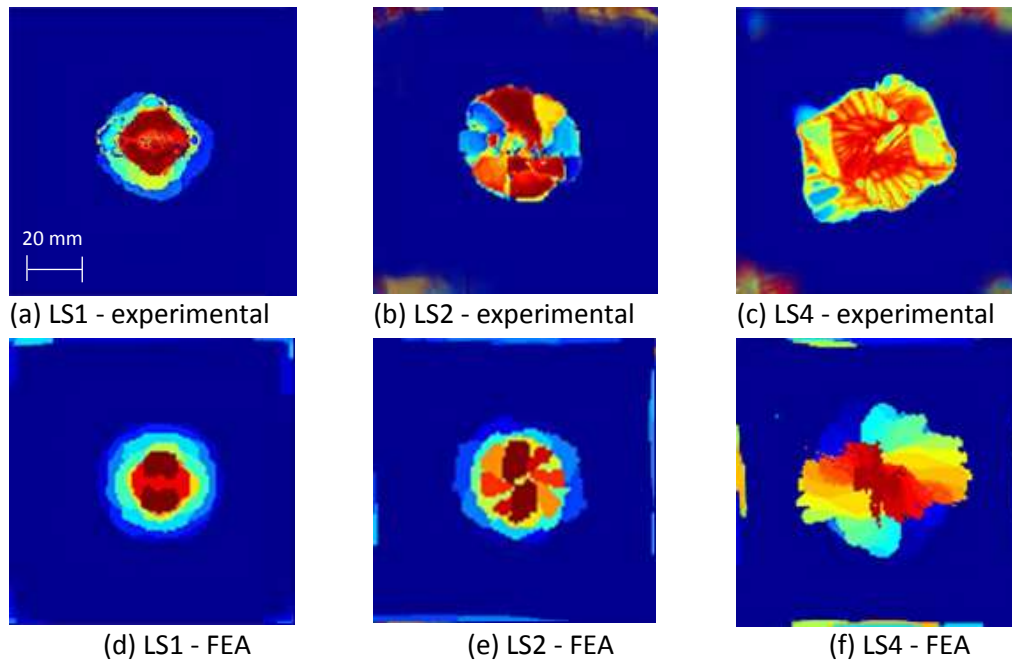 20 mm
(a) LS1 - experimental
(b) LS2 - experimental
(c) LS4 - experimental
(d) LS1 - FEA
(e) LS2 - FEA
(f) LS4 - FEA